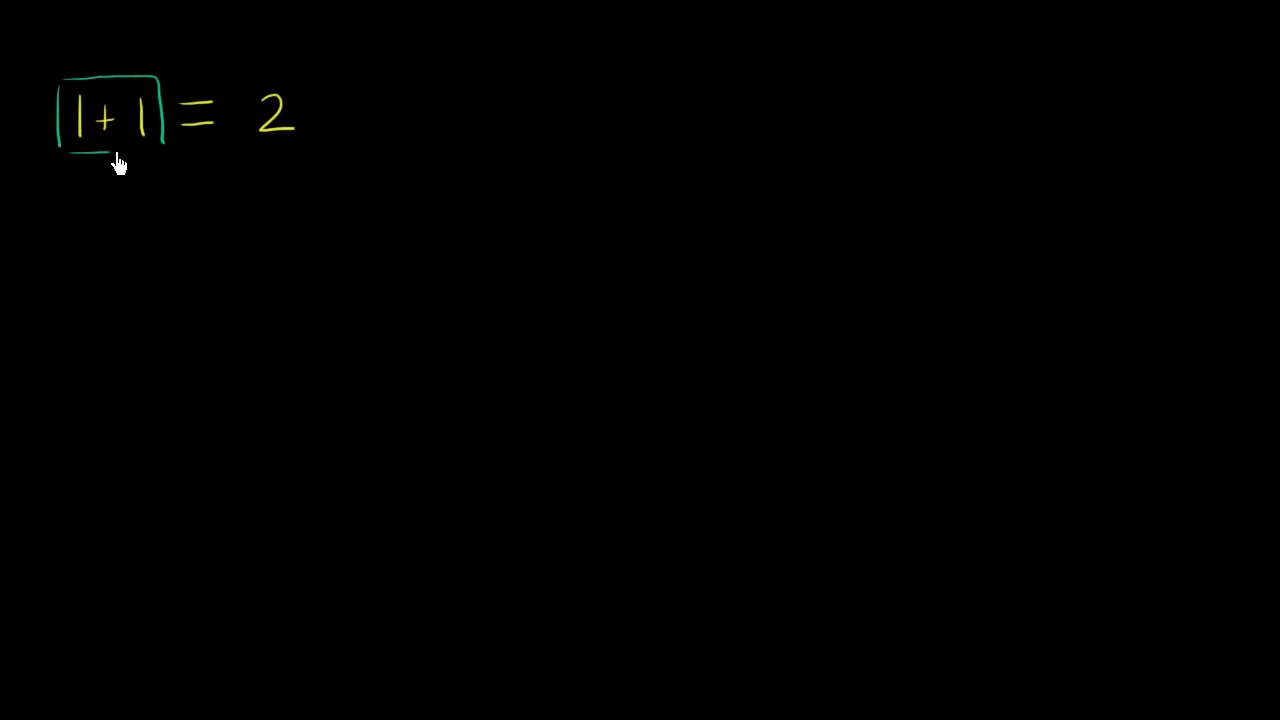 1 + 1 = 2